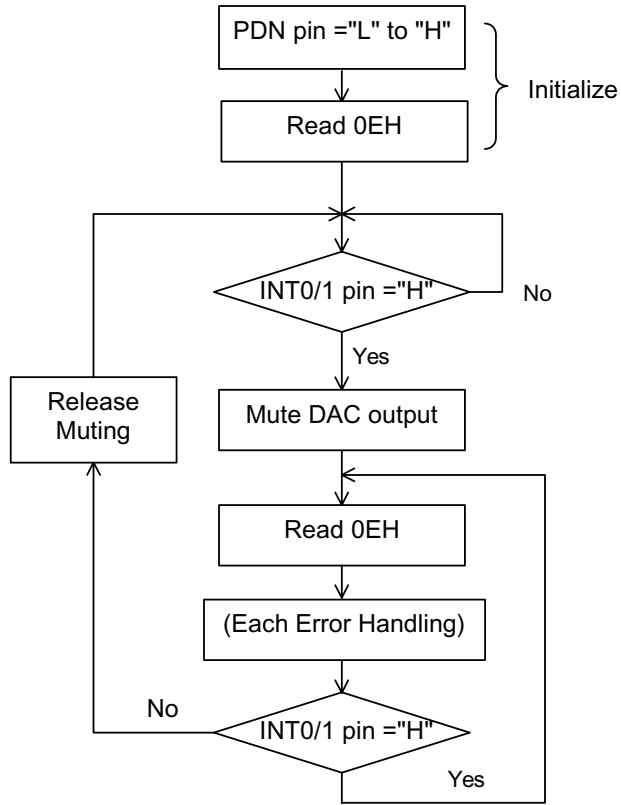 PDN pin ="L" to "H"
Initialize
Read 0EH
INT0/1 pin ="H"
No
Yes
Release
Muting
Mute DAC output
Read 0EH
(Each Error Handling)
No
INT0/1 pin ="H"
Yes